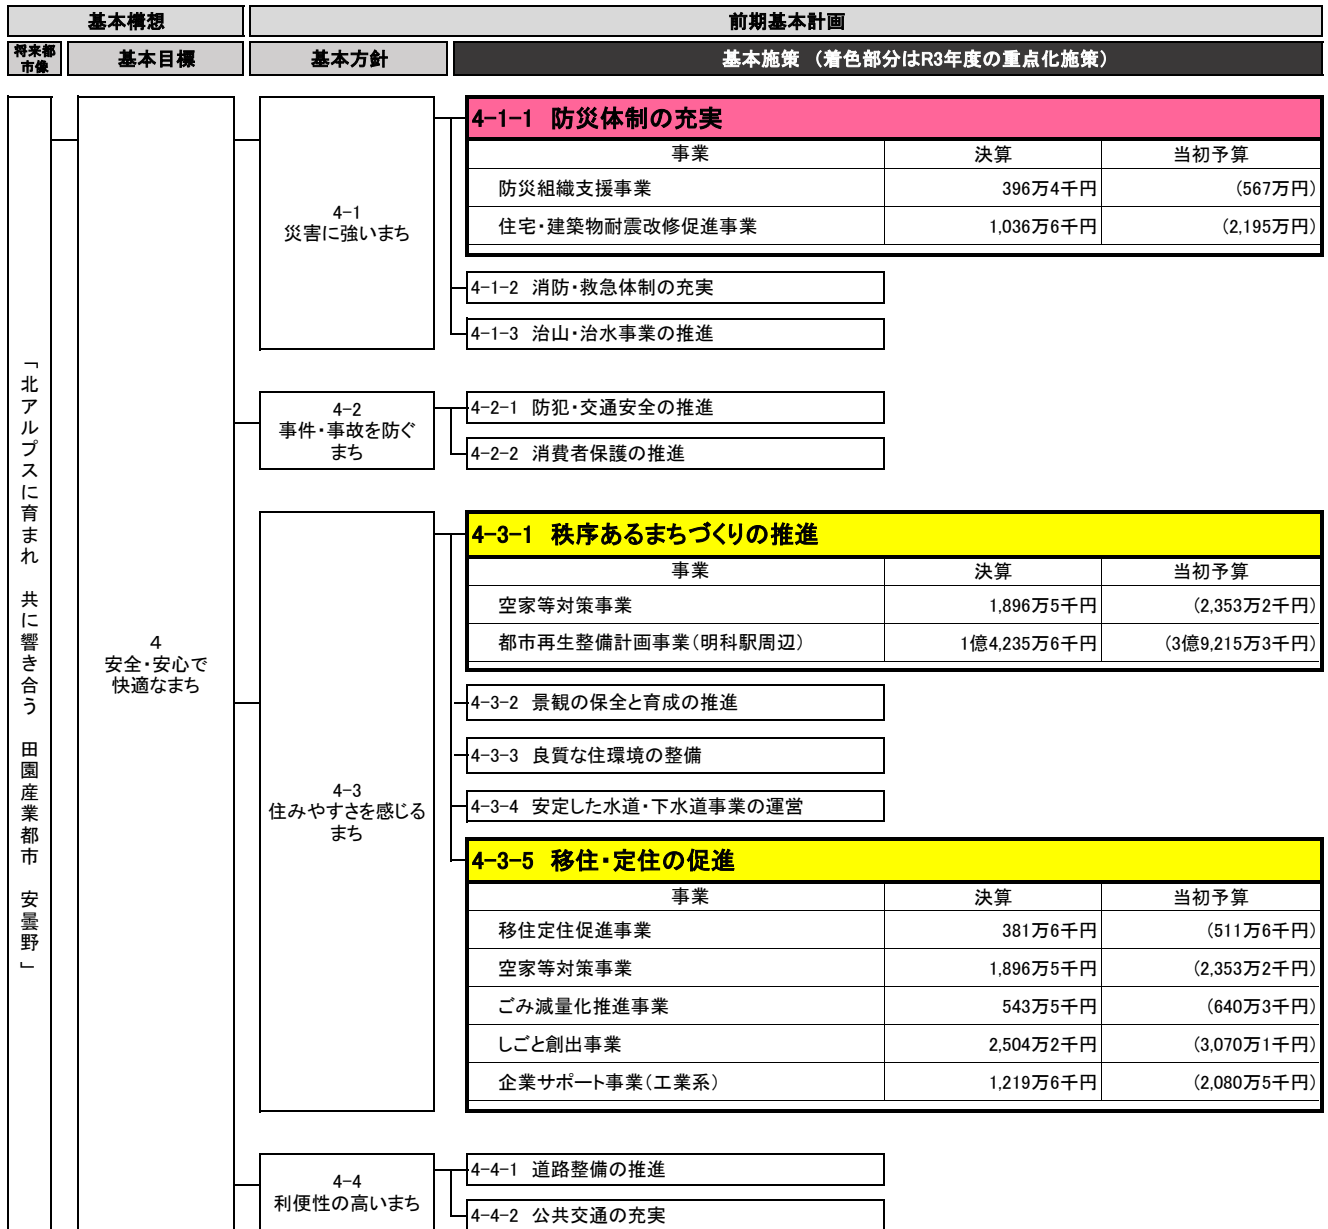 基本構想
前期基本計画
将来都
市像
基本目標
基本方針
基本施策 （着色部分はR3年度の重点化施策）
「北アルプスに育まれ　共に響き合う　田園産業都市　安曇野」
4
安全・安心で
快適なまち
4-1
災害に強いまち
4-1-1 防災体制の充実
事業 決算 当初予算
防災組織支援事業 396万4千円 (567万円)
住宅・建築物耐震改修促進事業 1,036万6千円 (2,195万円)
4-1-2 消防・救急体制の充実
4-1-3 治山・治水事業の推進
4-2
事件・事故を防ぐ
まち
4-2-1 防犯・交通安全の推進
4-2-2 消費者保護の推進
4-3
住みやすさを感じる
まち
4-3-1 秩序あるまちづくりの推進
事業 決算 当初予算
空家等対策事業 1,896万5千円 (2,353万2千円)
都市再生整備計画事業（明科駅周辺） 1億4,235万6千円 (3億9,215万3千円)
4-3-2 景観の保全と育成の推進
4-3-3 良質な住環境の整備
4-3-4 安定した水道・下水道事業の運営
4-3-5 移住・定住の促進
事業 決算 当初予算
移住定住促進事業 381万6千円 (511万6千円)
空家等対策事業 1,896万5千円 (2,353万2千円)
ごみ減量化推進事業 543万5千円 (640万3千円)
しごと創出事業 2,504万2千円 (3,070万1千円)
企業サポート事業（工業系） 1,219万6千円 (2,080万5千円)
4-4
利便性の高いまち
4-4-1 道路整備の推進
4-4-2 公共交通の充実